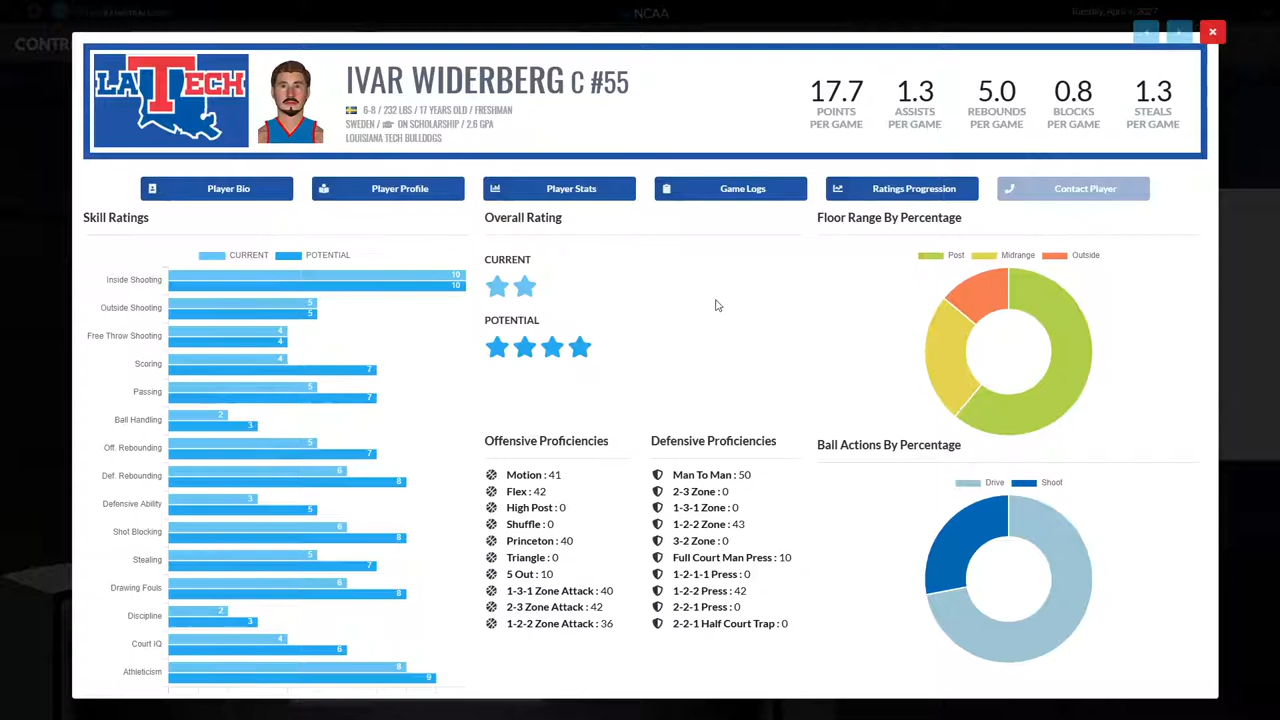 NCAA
LA TECH
IVAR WIDERBERG C #55
6-8 / 232 LBS / 17 YEARS OLD / FRESHMAN
SWEDEN / ON SCHOLARSHIP / 2.6 GPA
LOUISIANA TECH BULLDOGS
17.7 1.3 5.0 0.8 1.3
POINTS ASSISTS REBOUNDS BLOCKS STEALS
PER GAME PER GAME PER GAME PER GAME PER GAME
Player Bio Player Profile Player Stats Game Logs Ratings Progression Contact Player
Skill Ratings
CURRENT POTENTIAL
Inside Shooting 10 10
Outside Shooting 5 5
Free Throw Shooting 4 4
Scoring 4 7
Passing 5 7
Ball Handling 2 3
Off. Rebounding 5 7
Def. Rebounding 6 8
Defensive Ability 3 5
Shot Blocking 6 8
Stealing 5 7
Drawing Fouls 6 8
Discipline 2 3
Court IQ 4 6
Athleticism 8 9
Overall Rating
CURRENT
POTENTIAL
Offensive Proficiencies
Motion : 41
Flex : 42
High Post : 0
Shuffle : 0
Princeton : 40
Triangle : 0
5 Out : 10
1-3-1 Zone Attack : 40
2-3 Zone Attack : 42
1-2-2 Zone Attack : 36
Defensive Proficiencies
Man To Man : 50
2-3 Zone : 0
1-3-1 Zone : 0
1-2-2 Zone : 43
3-2 Zone : 0
Full Court Man Press : 10
1-2-1-1 Press : 0
1-2-2 Press : 42
2-2-1 Press : 0
2-2-1 Half Court Trap : 0
Floor Range By Percentage
Post Midrange Outside
Ball Actions By Percentage
Drive Shoot